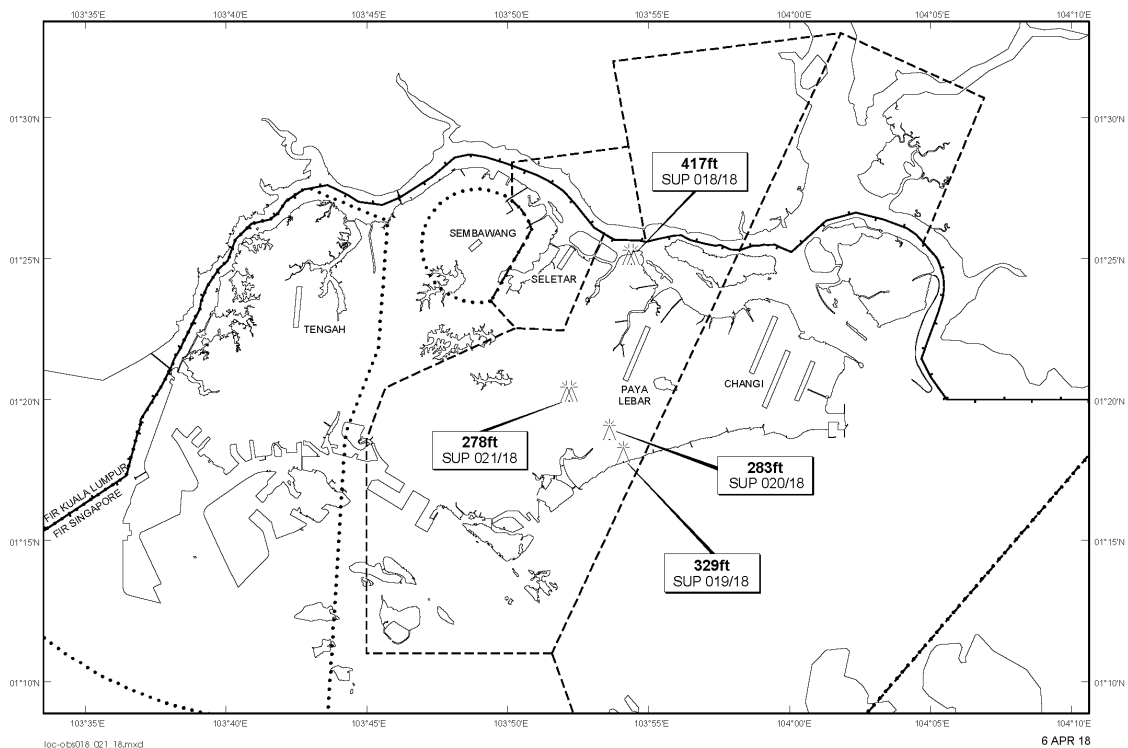 103°35'E 103°40'E 103°45'E 103°50'E 103°55'E 104°00'E 104°05'E 104°10'E
01°30'N 01°30'N
417ft
SUP 018/18
SEMBAWANG
01°25'N 01°25'N
SELETAR
TENGAH
PAYA
LEBAR
CHANGI
01°20'N 01°20'N
278ft
SUP 021/18
283ft
SUP 020/18
FIR KUALA LUMPUR
FIR SINGAPORE
01°15'N 01°15'N
329ft
SUP 019/18
01°10'N 01°10'N
103°35'E 103°40'E 103°45'E 103°50'E 103°55'E 104°00'E 104°05'E 104°10'E
loc-obs018_021_18.mxd
6 APR 18